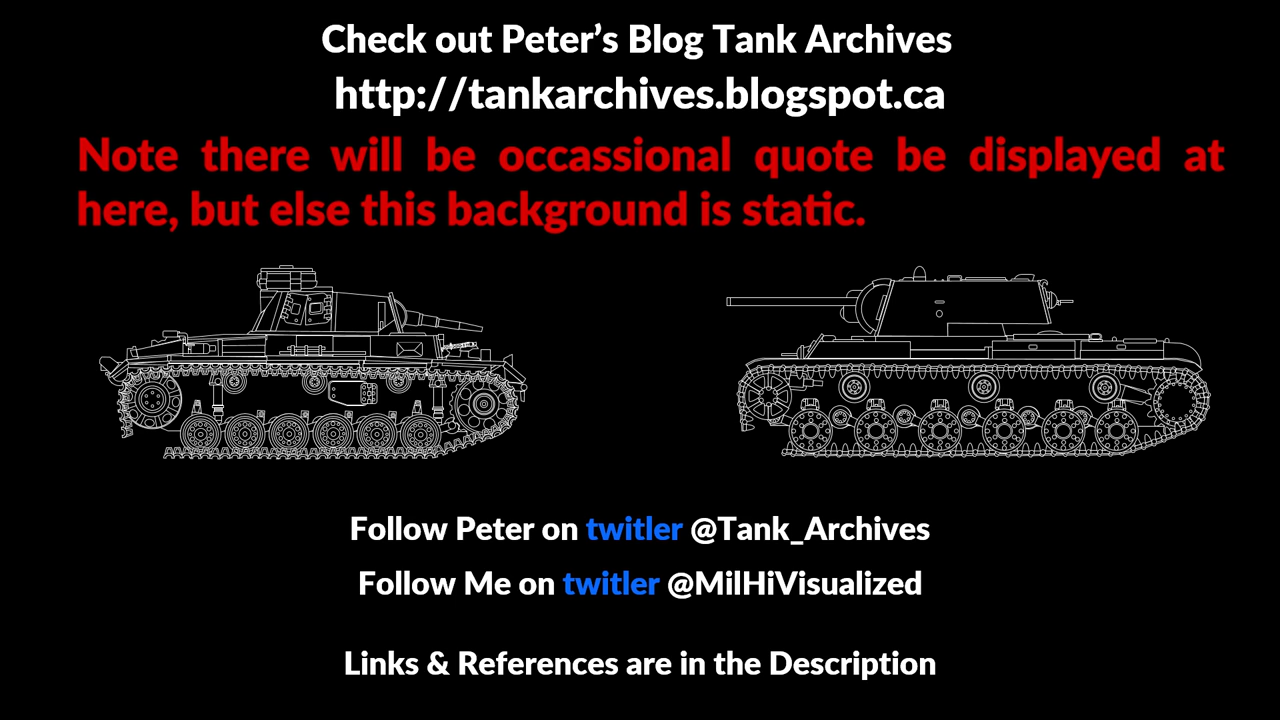 Check out Peter's Blog Tank Archives
http://tankarchives.blogspot.ca
Note there will be occassional quote be displayed at
here, but else this background is static.
Follow Peter on twitler @Tank_Archives
Follow Me on twitler @MilHiVisualized
Links & References are in the Description